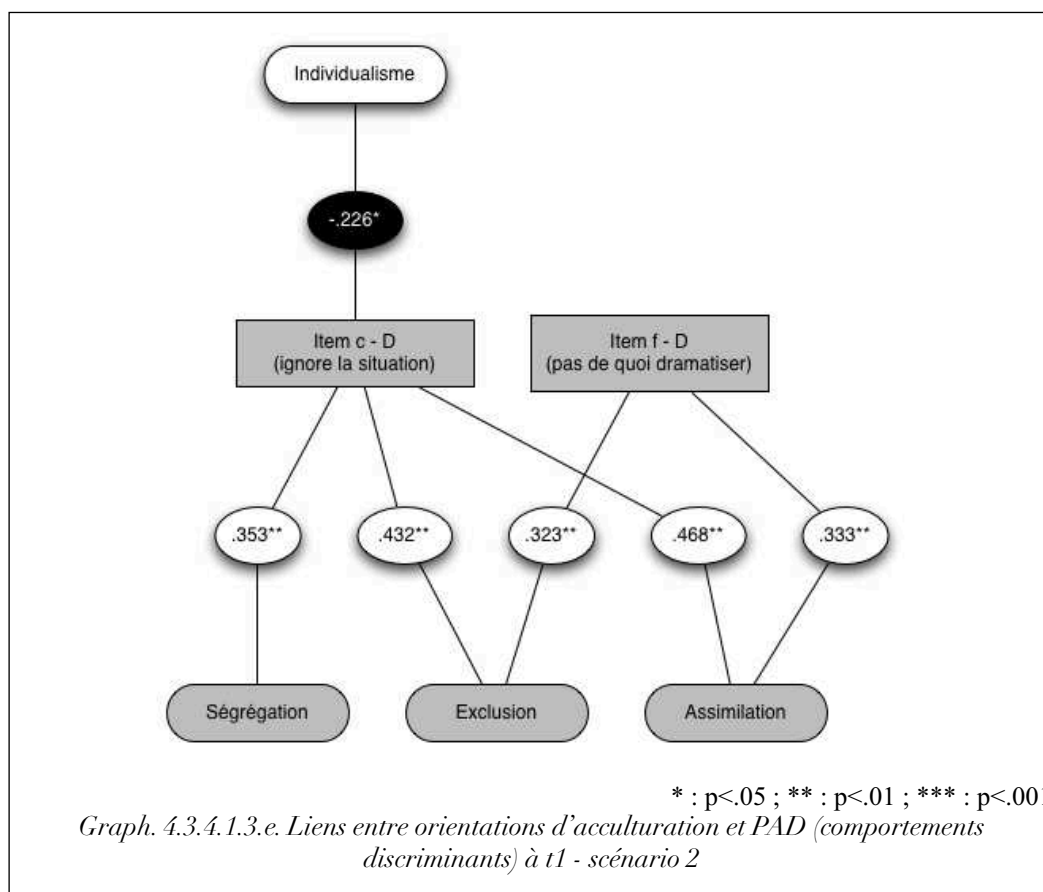 Individualisme
-.226*
Item c - D
(ignore la situation)
Item f - D
(pas de quoi dramatiser)
.353**
.432**
.323**
.468**
.333**
Ségrégation
Exclusion
Assimilation
* : p<.05 ; ** : p<.01 ; *** : p<.001
Graph. 4.3.4.1.3.e. Liens entre orientations d'acculturation et PAD (comportements
discriminants) à t1 - scénario 2